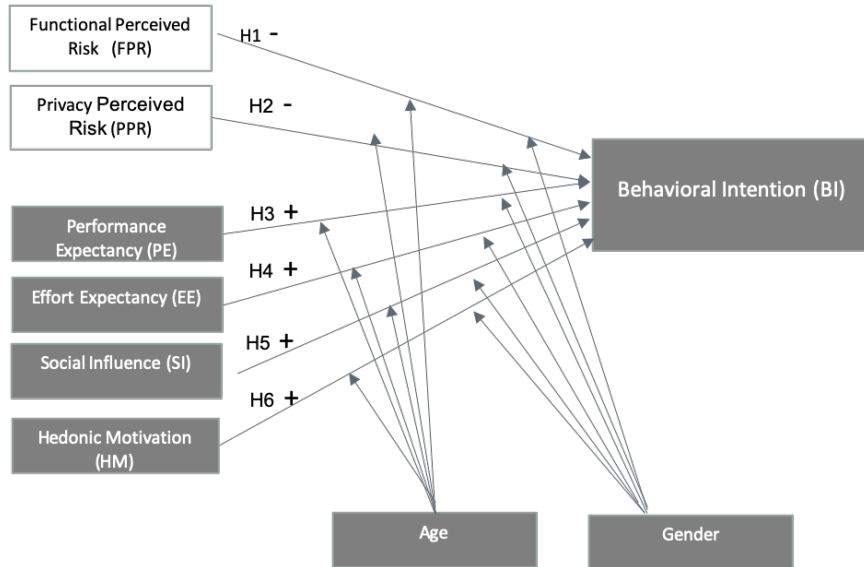 Functional Perceived
Risk (FPR)
H1 -
Privacy Perceived
Risk (PPR)
H2 -
Behavioral Intention (BI)
Performance
Expectancy (PE)
H3 +
Effort Expectancy (EE)
H4 +
Social Influence (SI)
H5 +
Hedonic Motivation
(HM)
H6 +
Age
Gender